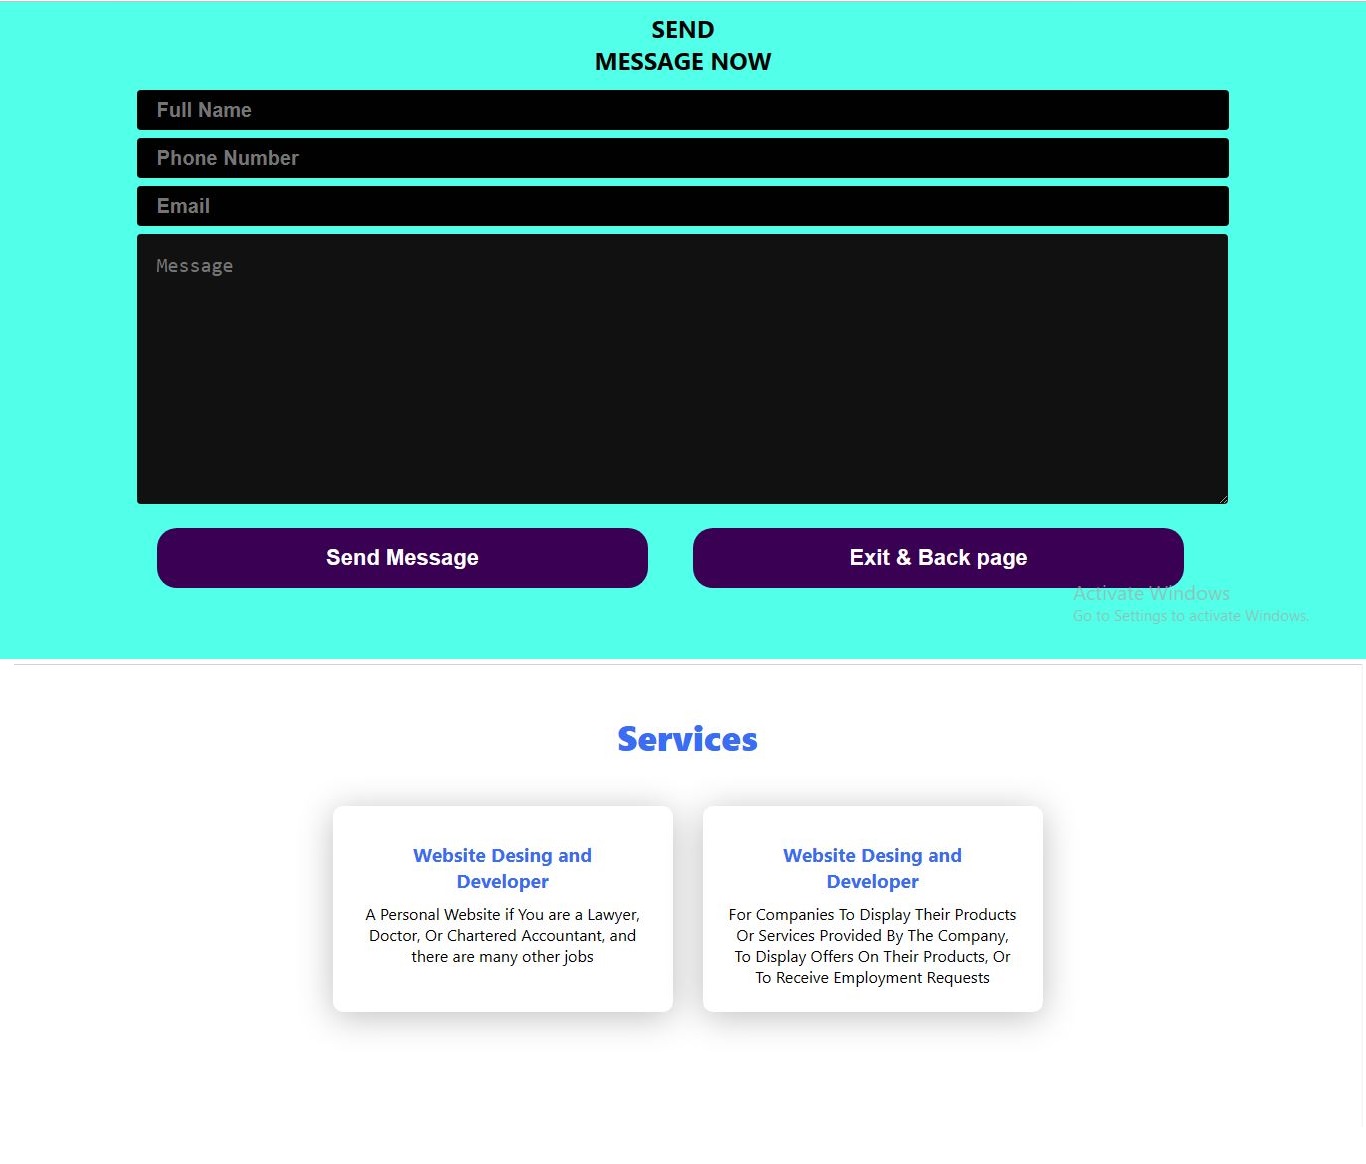 SEND
MESSAGE NOW
Full Name
Phone Number
Email
Message
Send Message
Exit & Back page
Activate Windows
Go to Settings to activate Windows.
Services
Website Desing and
Developer
A Personal Website if You are a Lawyer,
Doctor, Or Chartered Accountant, and
there are many other jobs
Website Desing and
Developer
For Companies To Display Their Products
Or Services Provided By The Company,
To Display Offers On Their Products, Or
To Receive Employment Requests